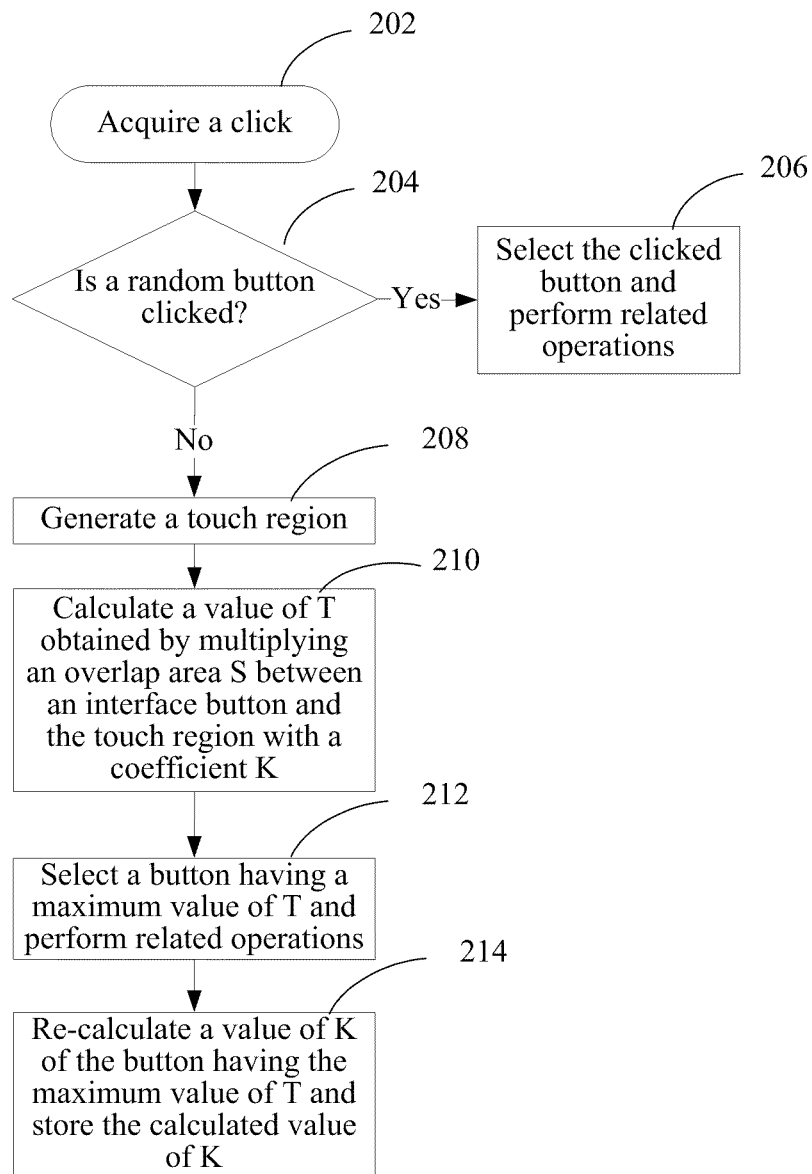 202
Acquire a click
204
206
Is a random button
clicked?
Yes
Select the clicked
button and
perform related
operations
No
208
Generate a touch region
210
Calculate a value of T
obtained by multiplying
an overlap area S between
an interface button and
the touch region with a
coefficient K
212
Select a button having a
maximum value of T and
perform related operations
214
Re-calculate a value of K
of the button having the
maximum value of T and
store the calculated value
of K